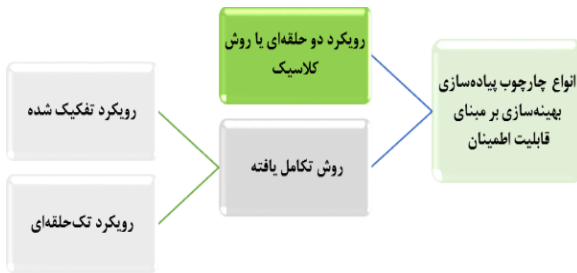 انواع چارچوب پیاده‌سازی
بهینه‌سازی بر مبنای
قابلیت اطمینان
رویکرد دو حلقه‌ای یا روش
کلاسیک
روش تکامل یافته
رویکرد تفکیک شده
رویکرد تک‌حلقه‌ای